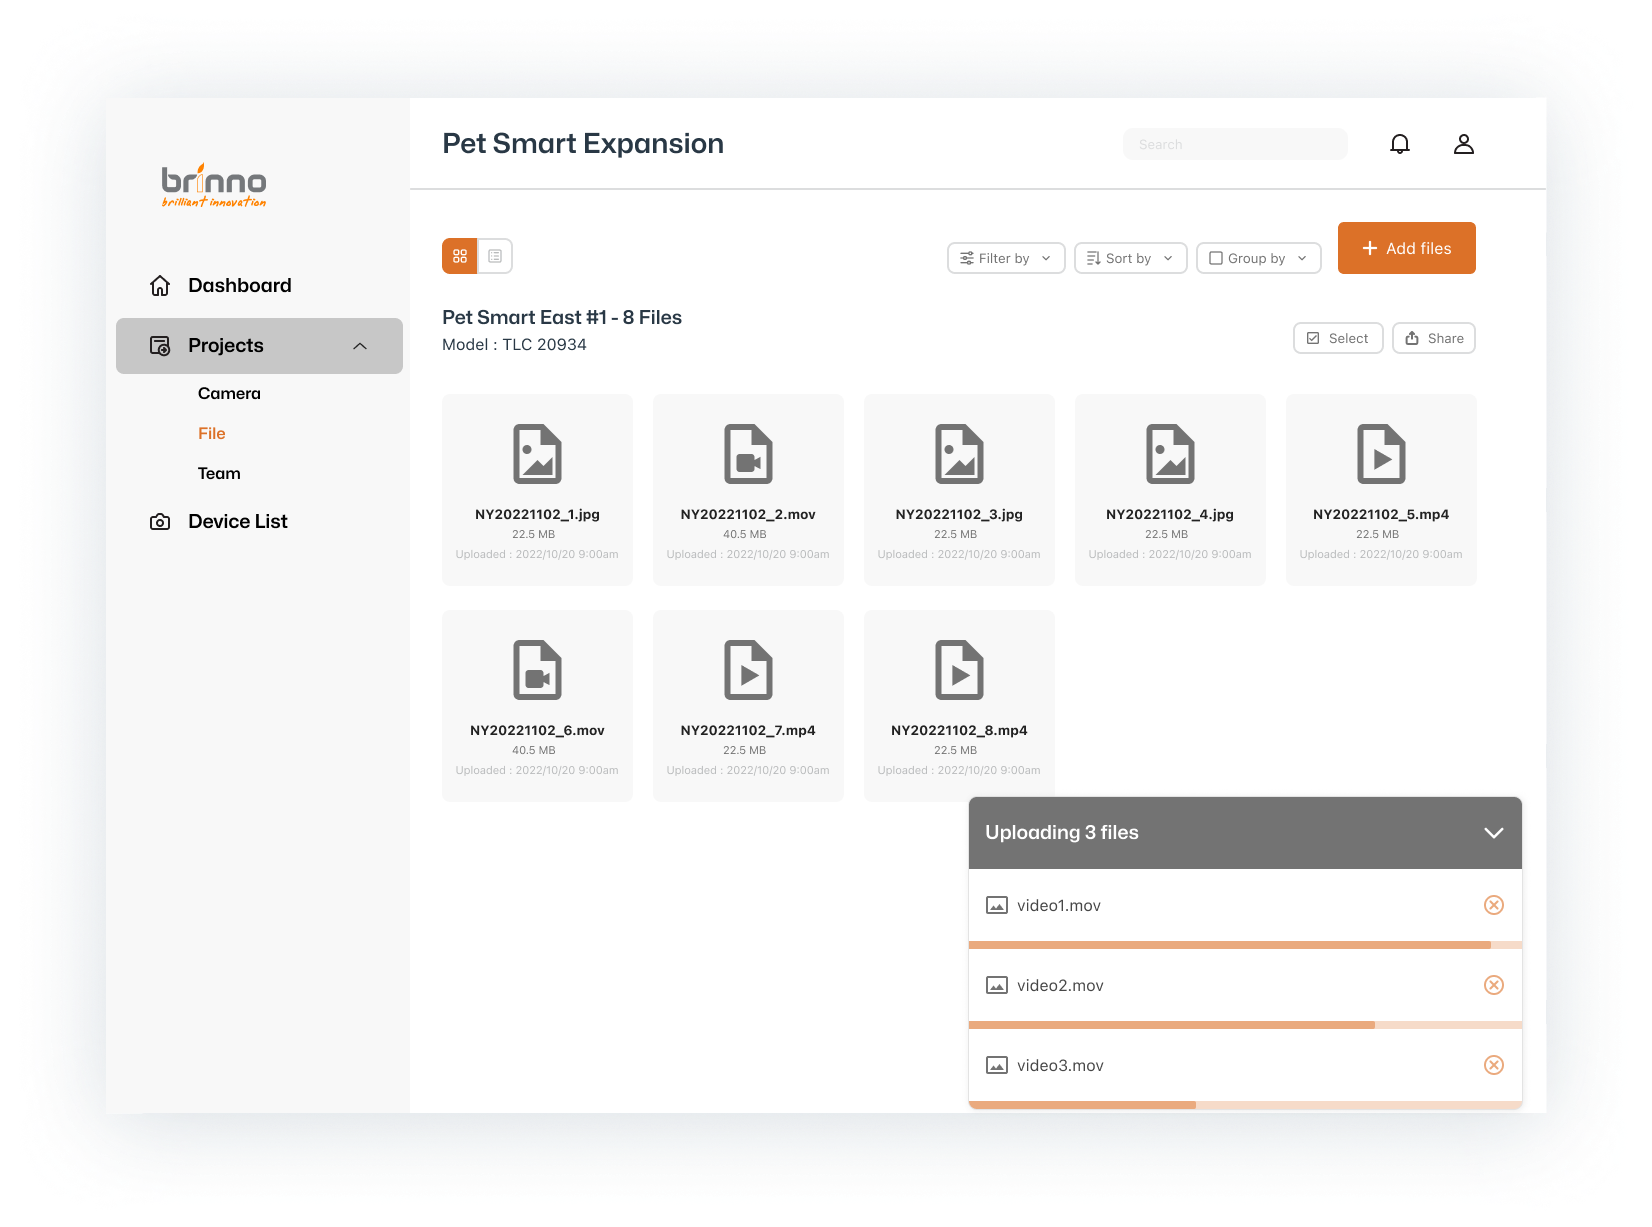 brinno
brilliant innovation
Dashboard
Projects
Camera
File
Team
Device List
Pet Smart Expansion
Search
Filter by
Sort by
Group by
Add files
Pet Smart East #1 - 8 Files
Model : TLC 20934
Select
Share
NY20221102_1.jpg
22.5 MB
Uploaded : 2022/10/20 9:00am
NY20221102_2.mov
40.5 MB
Uploaded : 2022/10/20 9:00am
NY20221102_3.jpg
22.5 MB
Uploaded : 2022/10/20 9:00am
NY20221102_4.jpg
22.5 MB
Uploaded : 2022/10/20 9:00am
NY20221102_5.mp4
22.5 MB
Uploaded : 2022/10/20 9:00am
NY20221102_6.mov
40.5 MB
Uploaded : 2022/10/20 9:00am
NY20221102_7.mp4
22.5 MB
Uploaded : 2022/10/20 9:00am
NY20221102_8.mp4
22.5 MB
Uploaded : 2022/10/20 9:00am
Uploading 3 files
video1.mov
video2.mov
video3.mov